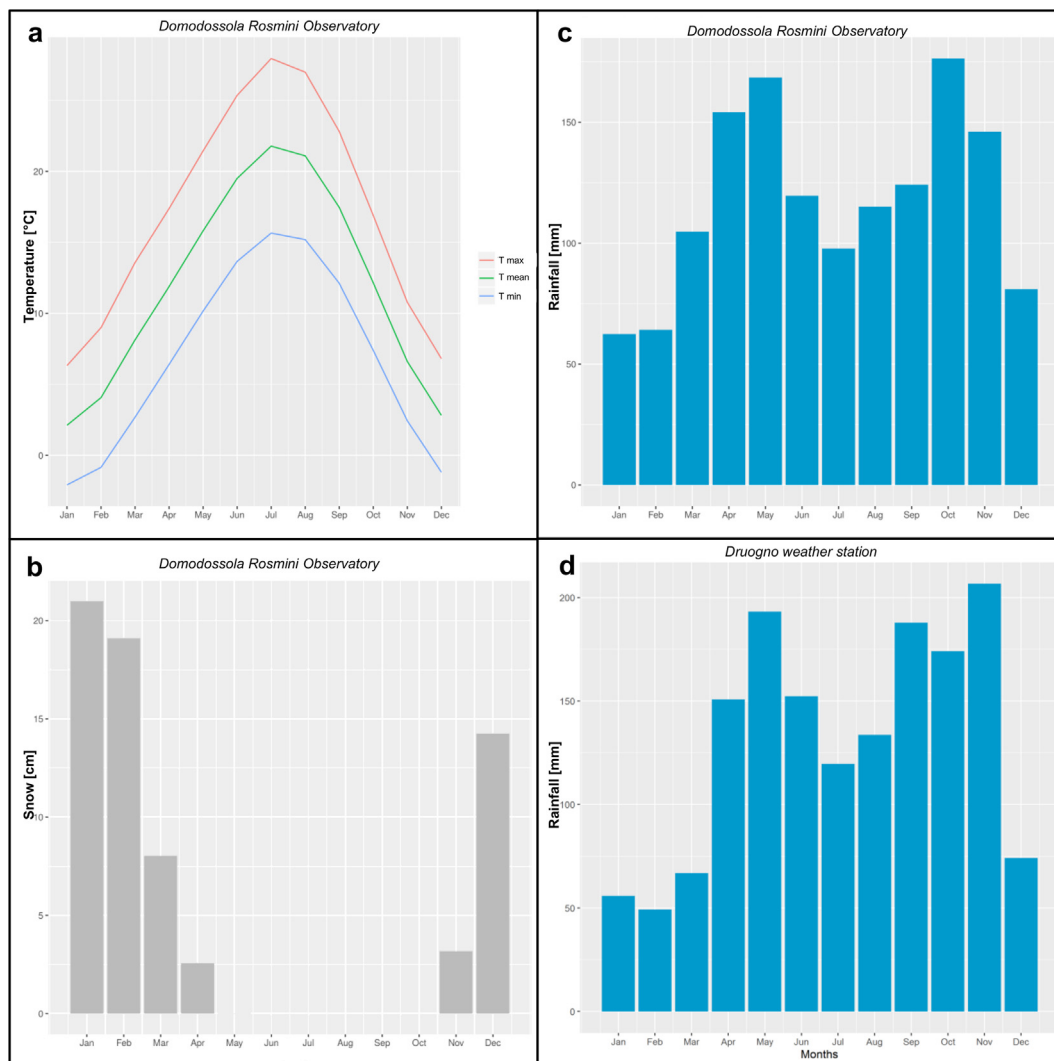 a
Domodossola Rosmini Observatory
Temperature [°C]
20
10
0
Jan Feb Mar Apr May Jun Jul Aug Sep Oct Nov Dec
T max
T mean
T min
c
Domodossola Rosmini Observatory
Rainfall [mm]
150
100
50
0
Jan Feb Mar Apr May Jun Jul Aug Sep Oct Nov Dec
b
Domodossola Rosmini Observatory
Snow [cm]
20
15
10
5
0
Jan Feb Mar Apr May Jun Jul Aug Sep Oct Nov Dec
d
Druogno weather station
Rainfall [mm]
200
150
100
50
0
Jan Feb Mar Apr May Jun Jul Aug Sep Oct Nov Dec
Months